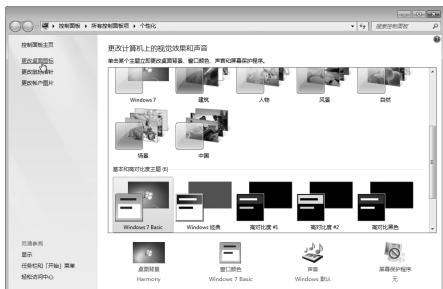 控制面板 ▸ 所有控制面板项 ▸ 个性化
搜索控制面板
控制面板主页
更改桌面图标
更改鼠标指针
更改帐户图片
更改计算机上的视觉效果和声音
单击某个主题立即更改桌面背景、窗口颜色、声音和屏幕保护程序。
Windows 7 建筑 人物 风景 自然
场景 中国
基本和高对比度主题 (6)
Windows 7 Basic Windows 经典 高对比度 #1 高对比度 #2 高对比黑色
另请参阅
显示
任务栏和「开始」菜单
轻松访问中心
桌面背景 窗口颜色 声音 屏幕保护程序
Harmony Windows 7 Basic Windows 默认 无